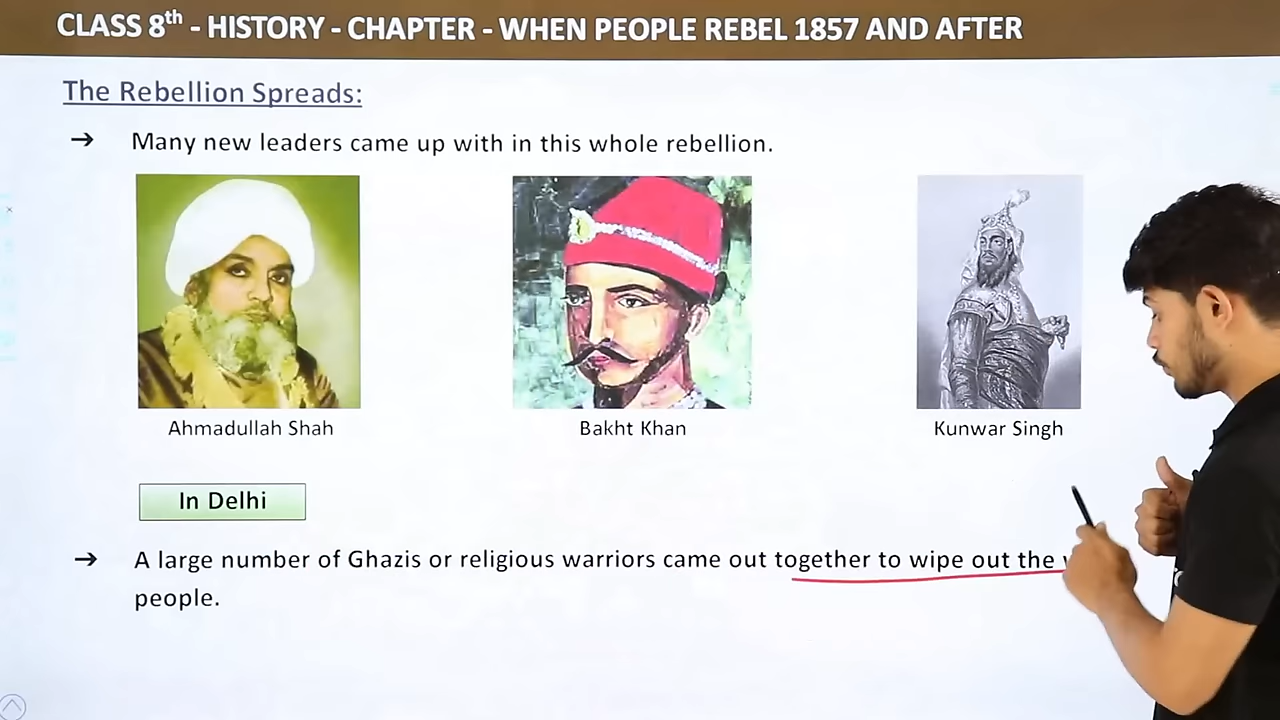 CLASS 8th - HISTORY - CHAPTER - WHEN PEOPLE REBEL 1857 AND AFTER
The Rebellion Spreads:
→ Many new leaders came up with in this whole rebellion.
Ahmadullah Shah
Bakht Khan
Kunwar Singh
In Delhi
→ A large number of Ghazis or religious warriors came out together to wipe out the
people.